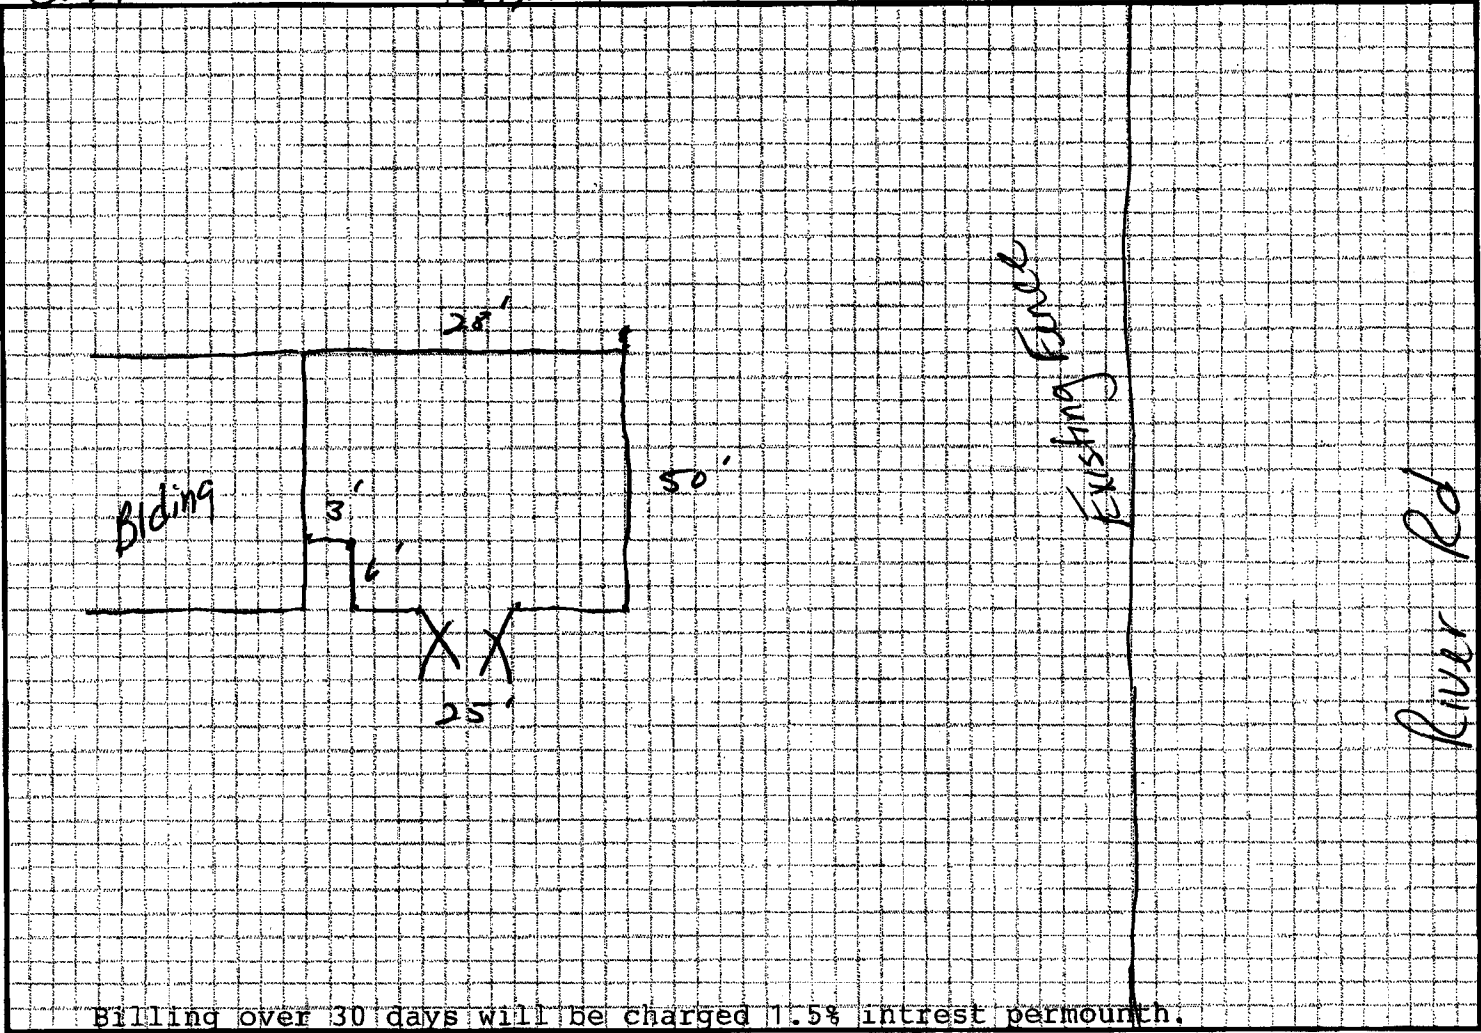 28'
Existing Fence
50'
Blding
3'
6'
River Rd
25'
Billing over 30 days will be charged 1.5% intrest permounth.